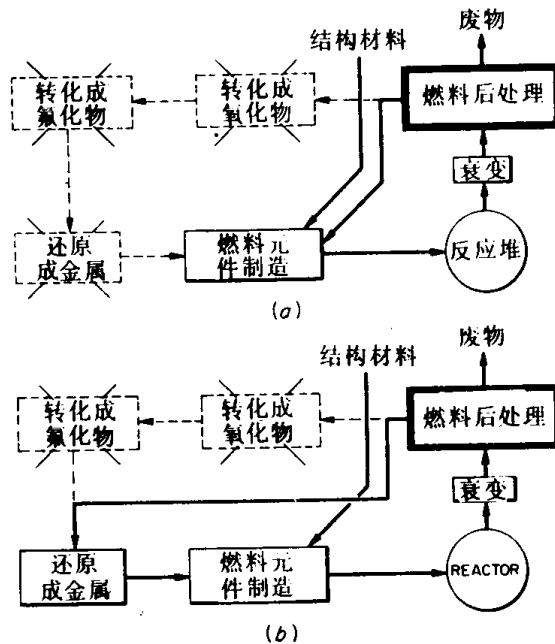 废物
结构材料
转化成
氟化物
转化成
氧化物
燃料后处理
衰变
还原
成金属
燃料元
件制造
反应堆
(a)
废物
结构材料
转化成
氟化物
转化成
氧化物
燃料后处理
衰变
还原
成金属
燃料元
件制造
REACTOR
(b)